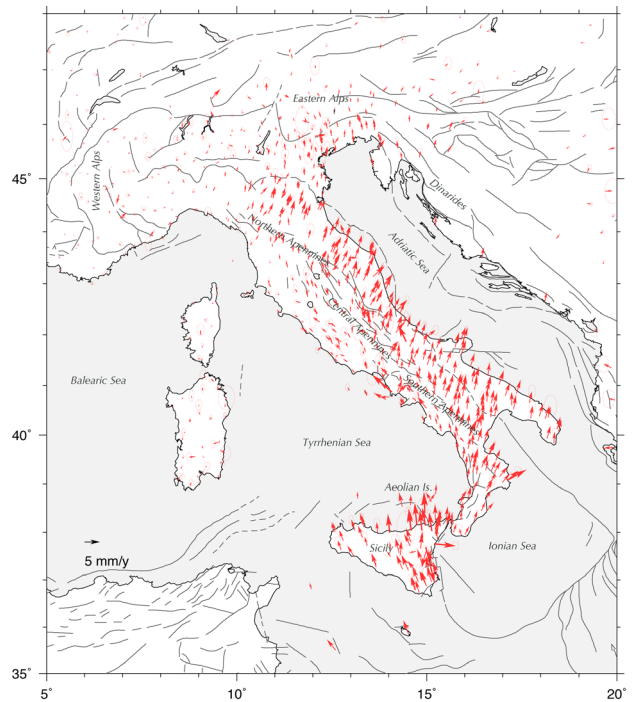 Eastern Alps
Western Alps
45°
Dinarides
Northern Apennines
Adriatic Sea
Central Apennines
Balearic Sea
Southern Apennines
40°
Tyrrhenian Sea
Aeolian Is.
5 mm/y
Sicily
Ionian Sea
35°
5°
10°
15°
20°